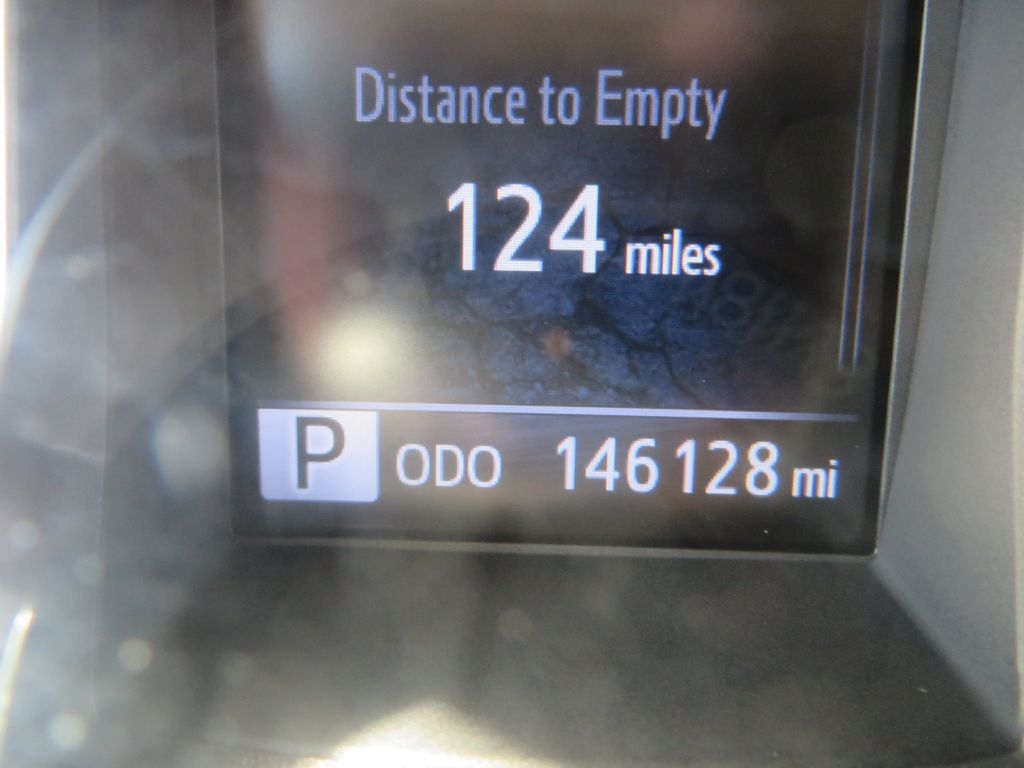 Distance to Empty
124 miles
P ODO 146128 mi